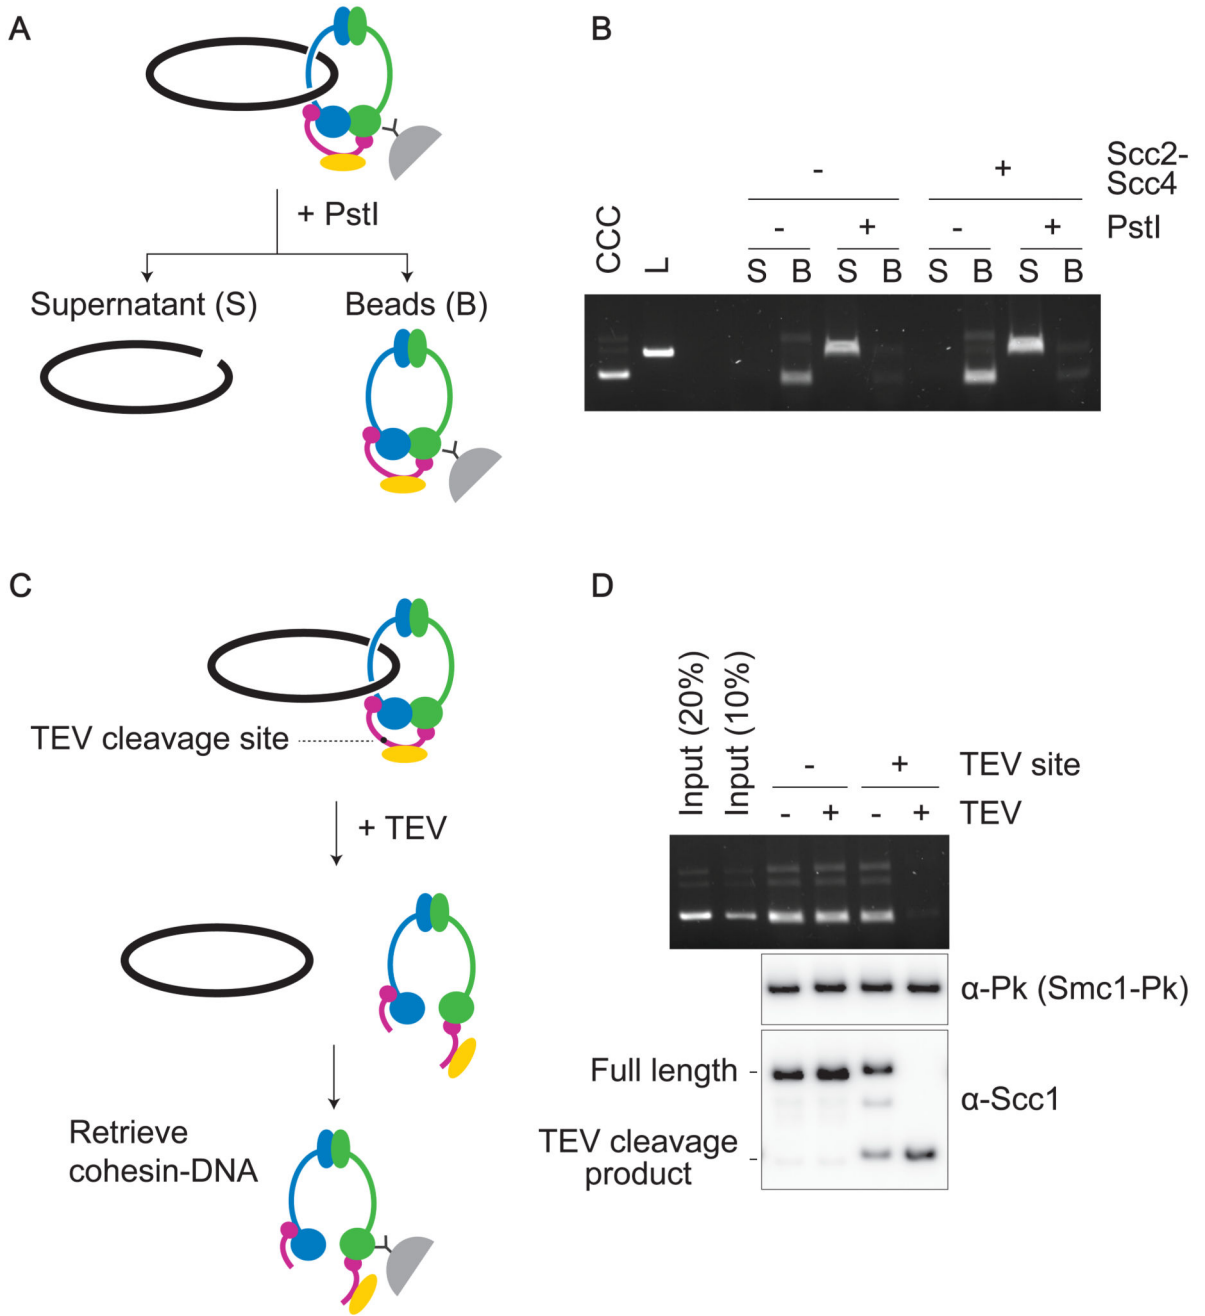 A
+ PstI
Supernatant (S)
Beads (B)
B
Scc2-
Scc4
- +
PstI
- + - +
CCC
L
S B S B S B S B
C
TEV cleavage site
+ TEV
Retrieve
cohesin-DNA
D
Input (20%)
Input (10%)
- + TEV site
- + - + TEV
α-Pk (Smc1-Pk)
Full length -
α-Scc1
TEV cleavage
product -